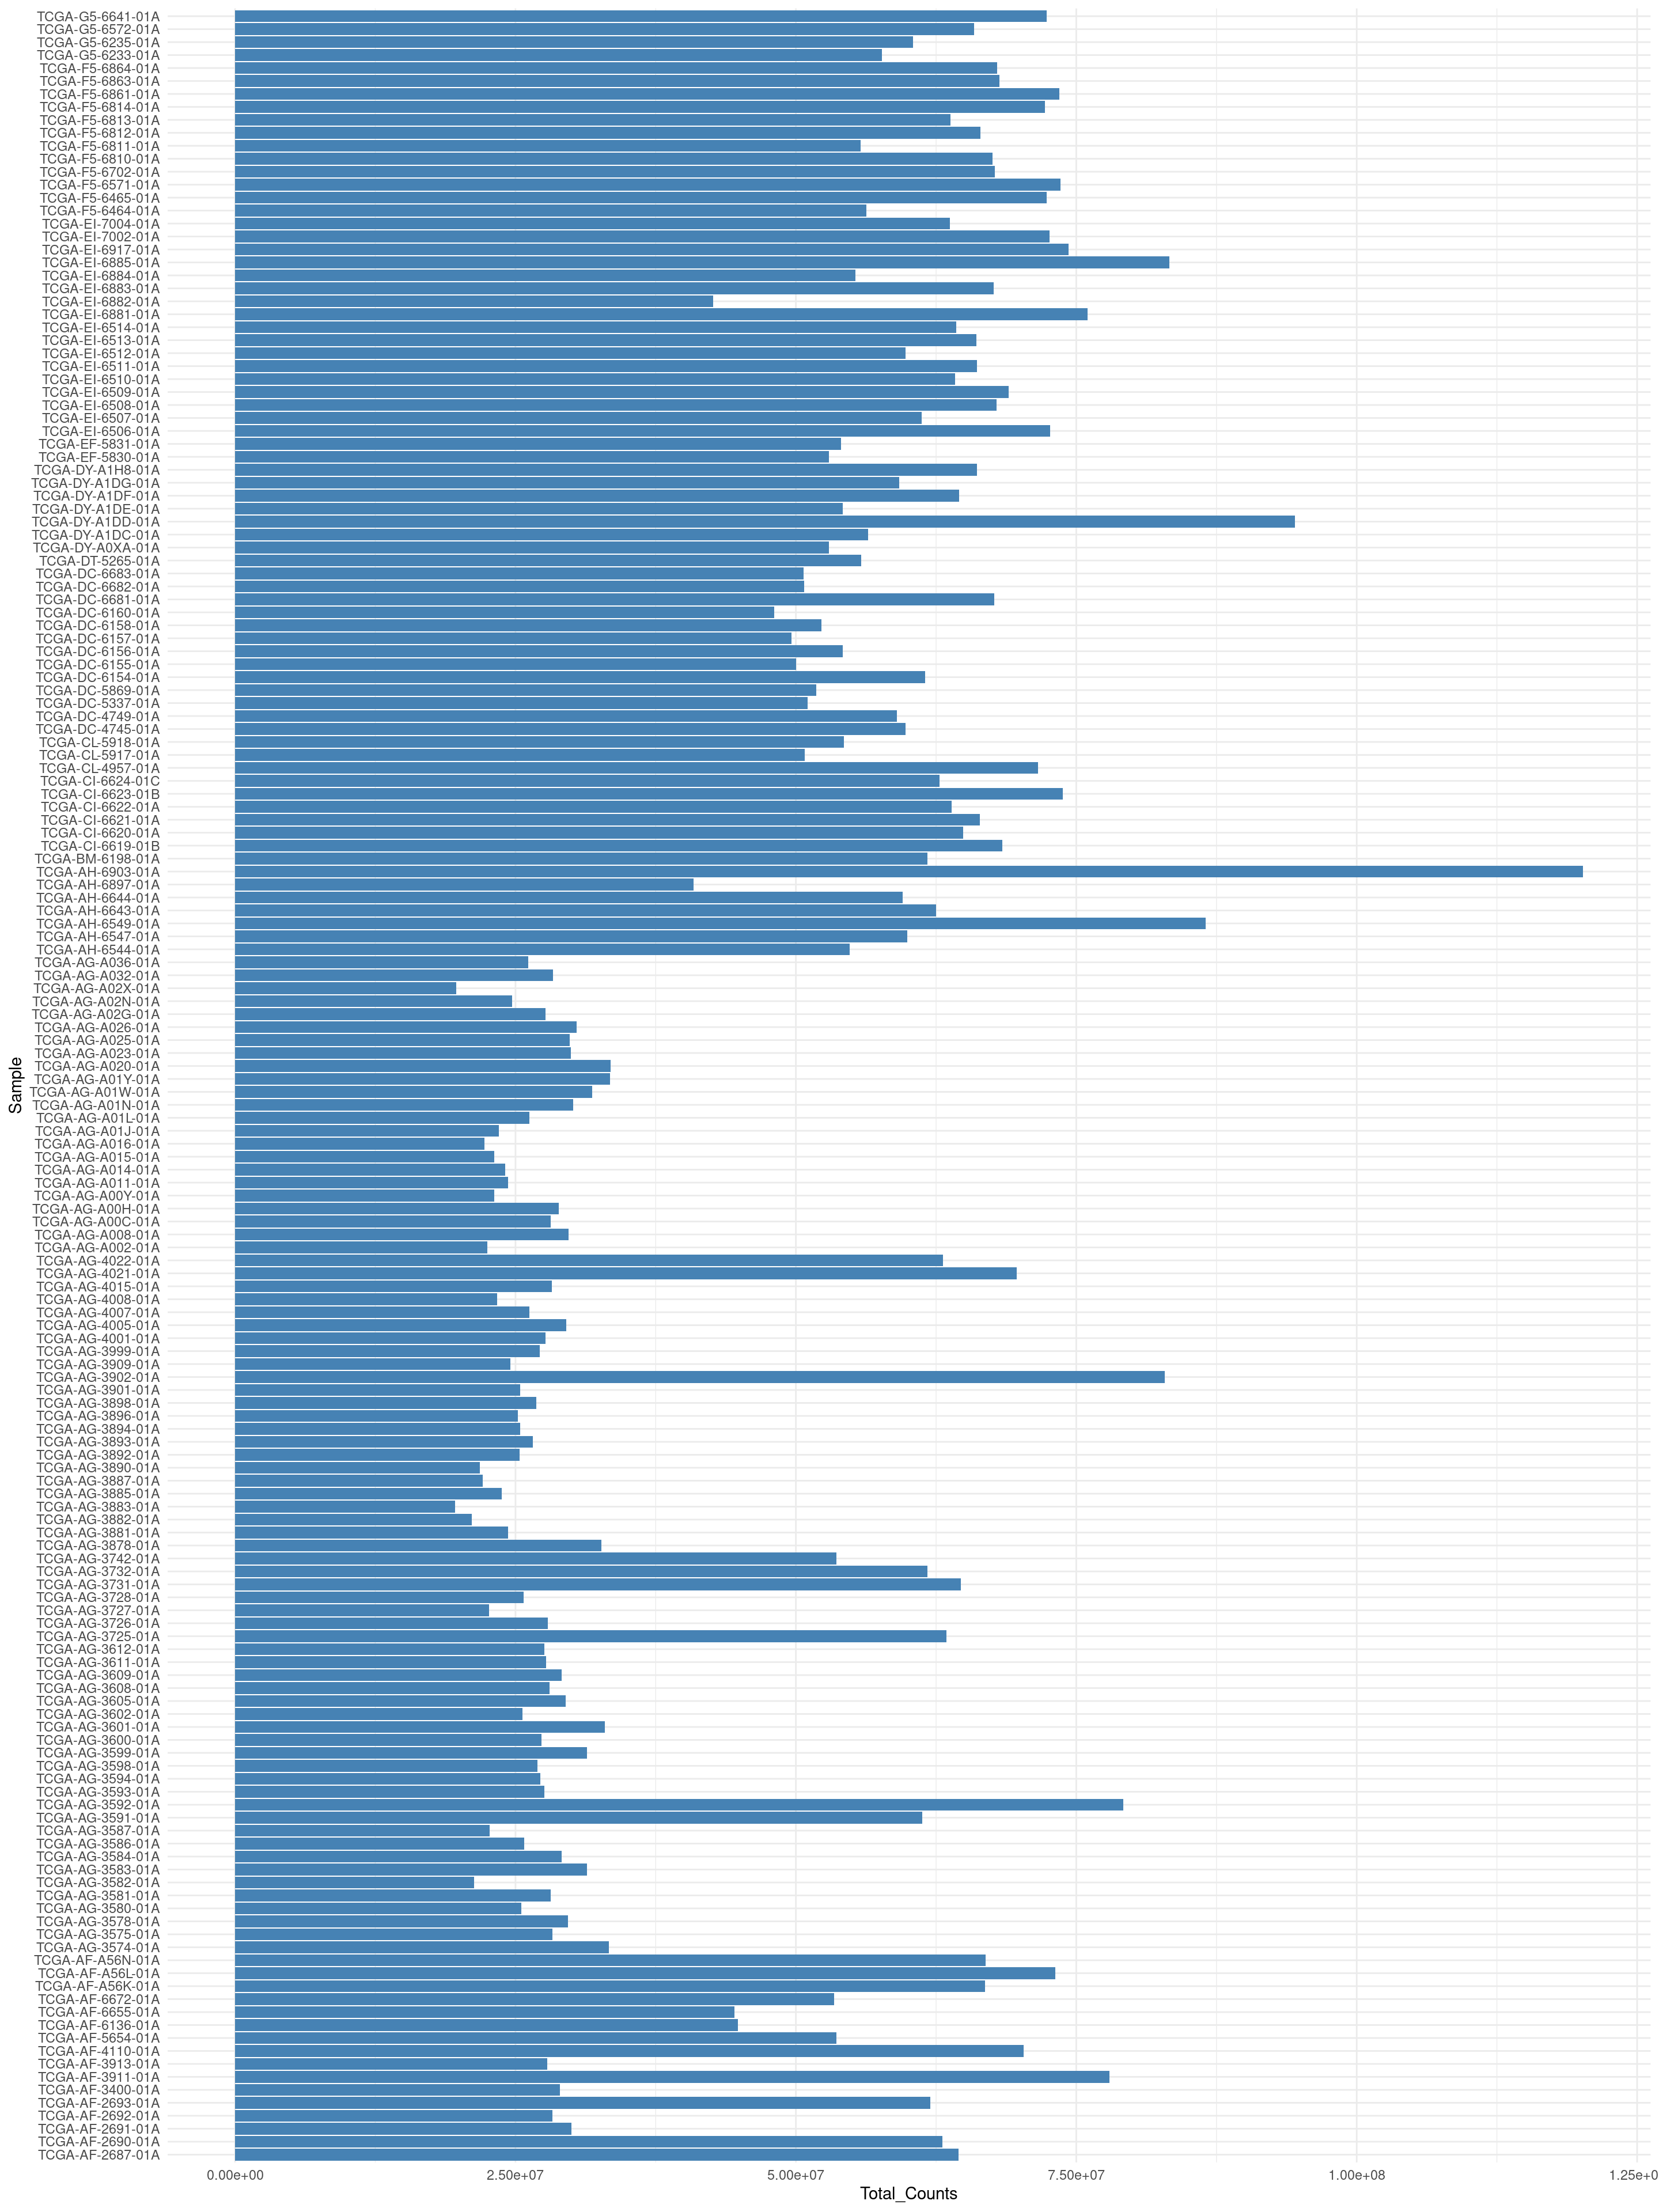 TCGA-G5-6641-01A
TCGA-G5-6572-01A
TCGA-G5-6235-01A
TCGA-G5-6233-01A
TCGA-F5-6864-01A
TCGA-F5-6863-01A
TCGA-F5-6861-01A
TCGA-F5-6814-01A
TCGA-F5-6813-01A
TCGA-F5-6812-01A
TCGA-F5-6811-01A
TCGA-F5-6810-01A
TCGA-F5-6702-01A
TCGA-F5-6571-01A
TCGA-F5-6465-01A
TCGA-F5-6464-01A
TCGA-EI-7004-01A
TCGA-EI-7002-01A
TCGA-EI-6917-01A
TCGA-EI-6885-01A
TCGA-EI-6884-01A
TCGA-EI-6883-01A
TCGA-EI-6882-01A
TCGA-EI-6881-01A
TCGA-EI-6514-01A
TCGA-EI-6513-01A
TCGA-EI-6512-01A
TCGA-EI-6511-01A
TCGA-EI-6510-01A
TCGA-EI-6509-01A
TCGA-EI-6508-01A
TCGA-EI-6507-01A
TCGA-EI-6506-01A
TCGA-EF-5831-01A
TCGA-EF-5830-01A
TCGA-DY-A1H8-01A
TCGA-DY-A1DG-01A
TCGA-DY-A1DF-01A
TCGA-DY-A1DE-01A
TCGA-DY-A1DD-01A
TCGA-DY-A1DC-01A
TCGA-DY-A0XA-01A
TCGA-DT-5265-01A
TCGA-DC-6683-01A
TCGA-DC-6682-01A
TCGA-DC-6681-01A
TCGA-DC-6160-01A
TCGA-DC-6158-01A
TCGA-DC-6157-01A
TCGA-DC-6156-01A
TCGA-DC-6155-01A
TCGA-DC-6154-01A
TCGA-DC-5869-01A
TCGA-DC-5337-01A
TCGA-DC-4749-01A
TCGA-DC-4745-01A
TCGA-CL-5918-01A
TCGA-CL-5917-01A
TCGA-CL-4957-01A
TCGA-CI-6624-01C
TCGA-CI-6623-01B
TCGA-CI-6622-01A
TCGA-CI-6621-01A
TCGA-CI-6620-01A
TCGA-CI-6619-01B
TCGA-BM-6198-01A
TCGA-AH-6903-01A
TCGA-AH-6897-01A
TCGA-AH-6644-01A
TCGA-AH-6643-01A
TCGA-AH-6549-01A
TCGA-AH-6547-01A
TCGA-AH-6544-01A
TCGA-AG-A036-01A
TCGA-AG-A032-01A
TCGA-AG-A02X-01A
TCGA-AG-A02N-01A
TCGA-AG-A02G-01A
TCGA-AG-A026-01A
TCGA-AG-A025-01A
TCGA-AG-A023-01A
TCGA-AG-A020-01A
TCGA-AG-A01Y-01A
TCGA-AG-A01W-01A
TCGA-AG-A01N-01A
TCGA-AG-A01L-01A
TCGA-AG-A01J-01A
TCGA-AG-A016-01A
TCGA-AG-A015-01A
TCGA-AG-A014-01A
TCGA-AG-A011-01A
TCGA-AG-A00Y-01A
TCGA-AG-A00H-01A
TCGA-AG-A00C-01A
TCGA-AG-A008-01A
TCGA-AG-A002-01A
TCGA-AG-4022-01A
TCGA-AG-4021-01A
TCGA-AG-4015-01A
TCGA-AG-4008-01A
TCGA-AG-4007-01A
TCGA-AG-4005-01A
TCGA-AG-4001-01A
TCGA-AG-3999-01A
TCGA-AG-3909-01A
TCGA-AG-3902-01A
TCGA-AG-3901-01A
TCGA-AG-3898-01A
TCGA-AG-3896-01A
TCGA-AG-3894-01A
TCGA-AG-3893-01A
TCGA-AG-3892-01A
TCGA-AG-3890-01A
TCGA-AG-3887-01A
TCGA-AG-3885-01A
TCGA-AG-3883-01A
TCGA-AG-3882-01A
TCGA-AG-3881-01A
TCGA-AG-3878-01A
TCGA-AG-3742-01A
TCGA-AG-3732-01A
TCGA-AG-3731-01A
TCGA-AG-3728-01A
TCGA-AG-3727-01A
TCGA-AG-3726-01A
TCGA-AG-3725-01A
TCGA-AG-3612-01A
TCGA-AG-3611-01A
TCGA-AG-3609-01A
TCGA-AG-3608-01A
TCGA-AG-3605-01A
TCGA-AG-3602-01A
TCGA-AG-3601-01A
TCGA-AG-3600-01A
TCGA-AG-3599-01A
TCGA-AG-3598-01A
TCGA-AG-3594-01A
TCGA-AG-3593-01A
TCGA-AG-3592-01A
TCGA-AG-3591-01A
TCGA-AG-3587-01A
TCGA-AG-3586-01A
TCGA-AG-3584-01A
TCGA-AG-3583-01A
TCGA-AG-3582-01A
TCGA-AG-3581-01A
TCGA-AG-3580-01A
TCGA-AG-3578-01A
TCGA-AG-3575-01A
TCGA-AG-3574-01A
TCGA-AF-A56N-01A
TCGA-AF-A56L-01A
TCGA-AF-A56K-01A
TCGA-AF-6672-01A
TCGA-AF-6655-01A
TCGA-AF-6136-01A
TCGA-AF-5654-01A
TCGA-AF-4110-01A
TCGA-AF-3913-01A
TCGA-AF-3911-01A
TCGA-AF-3400-01A
TCGA-AF-2693-01A
TCGA-AF-2692-01A
TCGA-AF-2691-01A
TCGA-AF-2690-01A
TCGA-AF-2687-01A
Sample
0.00e+00 2.50e+07 5.00e+07 7.50e+07 1.00e+08 1.25e+0
Total_Counts